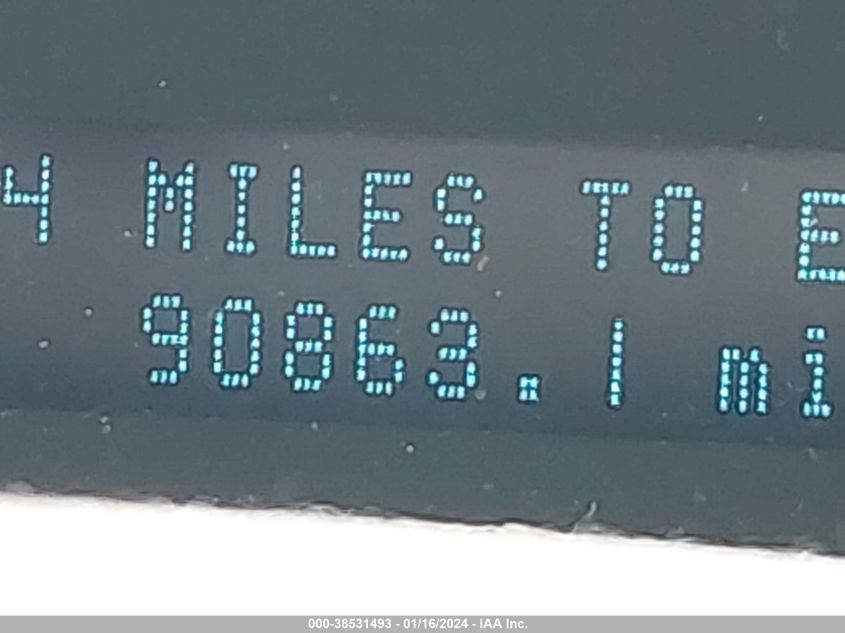 4 MILES TO E
90863.1 mi
000-38531493 - 01/16/2024 - IAA Inc.